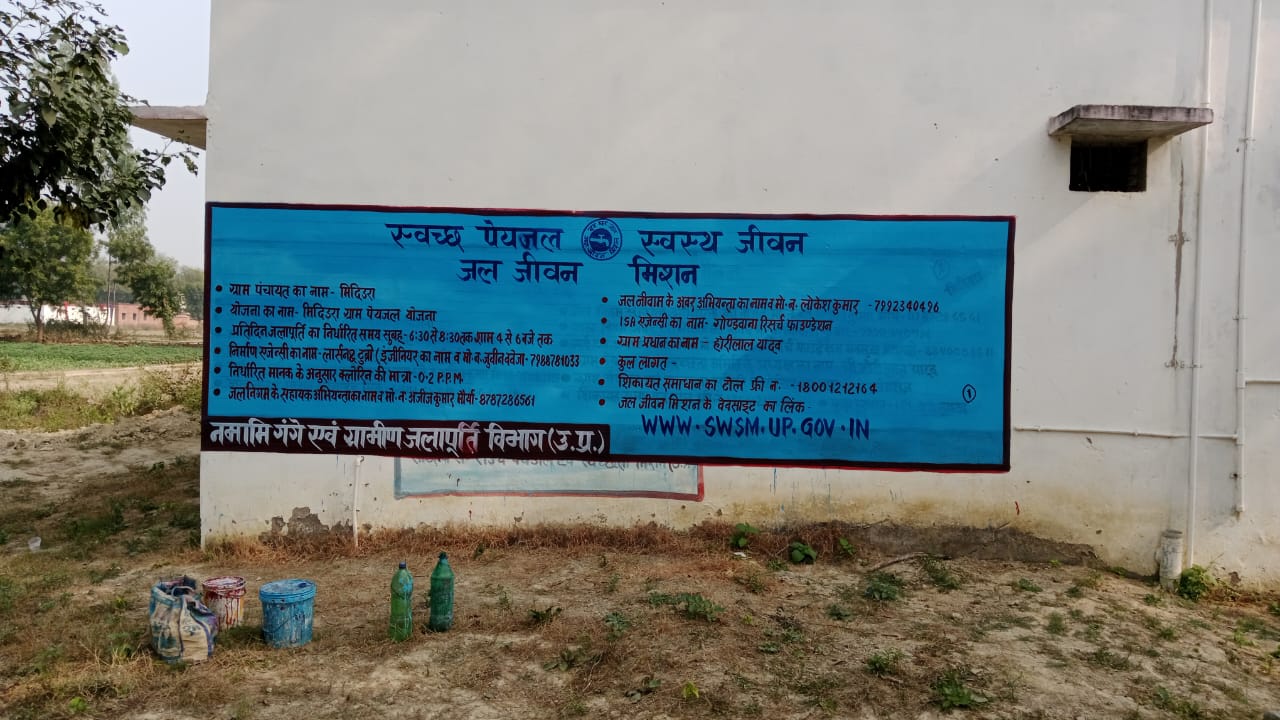 स्वच्छ पेयजल स्वस्थ जीवन
जल जीवन मिशन
• ग्राम पंचायत का नाम- मिदिउरा
• योजना का नाम- मिदिउरा ग्राम पेयजल योजना
• प्रतिदिन जलापूर्ति का निर्धारित समय सुबह- 6:30 से 8:30 तक शाम 4 से 6 बजे तक
• निर्माण एजेन्सी का नाम- लार्सन एंड टुब्रो (इंजीनियर का नाम व मो॰न॰ - 7988781033
• निर्धारित मानक के अनुसार क्लोरिन की मात्रा- 0.2 P.P.M.
• जल निगम के सहायक अभियन्ता का नाम व मो॰ न॰ अजीज कुमार मौर्या- 8787286561
नमामि गंगे एवं ग्रामीण जलापूर्ति विभाग (उ.प्र.)
• जल निगम के अवर अभियन्ता का नाम व मो॰ न॰ लोकेश कुमार -7992340496
• ISA एजेन्सी का नाम- गोण्डवाना रिसर्च फाउण्डेशन
• ग्राम प्रधान का नाम- होरीलाल यादव
• कुल लागत -
• शिकायत समाधान का टोल फ्री न॰ -18001212164
• जल जीवन मिशन के वेबसाइट का लिंक
WWW.SWSM.UP.GOV.IN
1